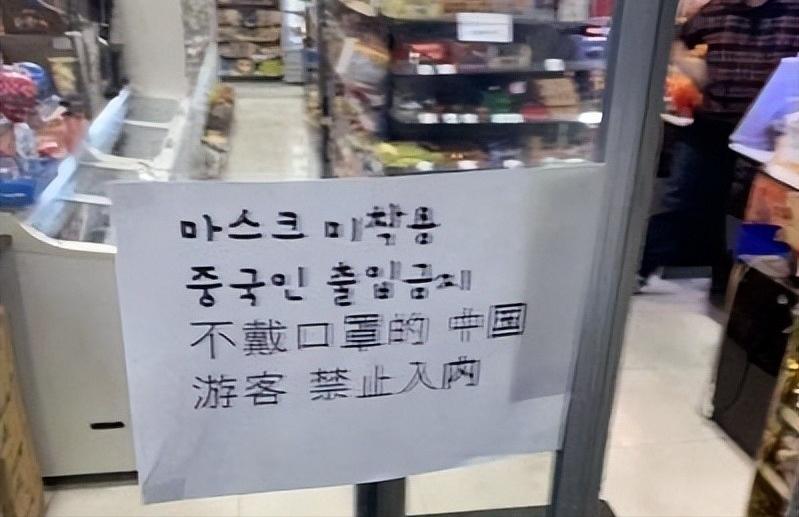 마스크 미착용
중국인 출입금지
不戴口罩的 中国
游客 禁止入内